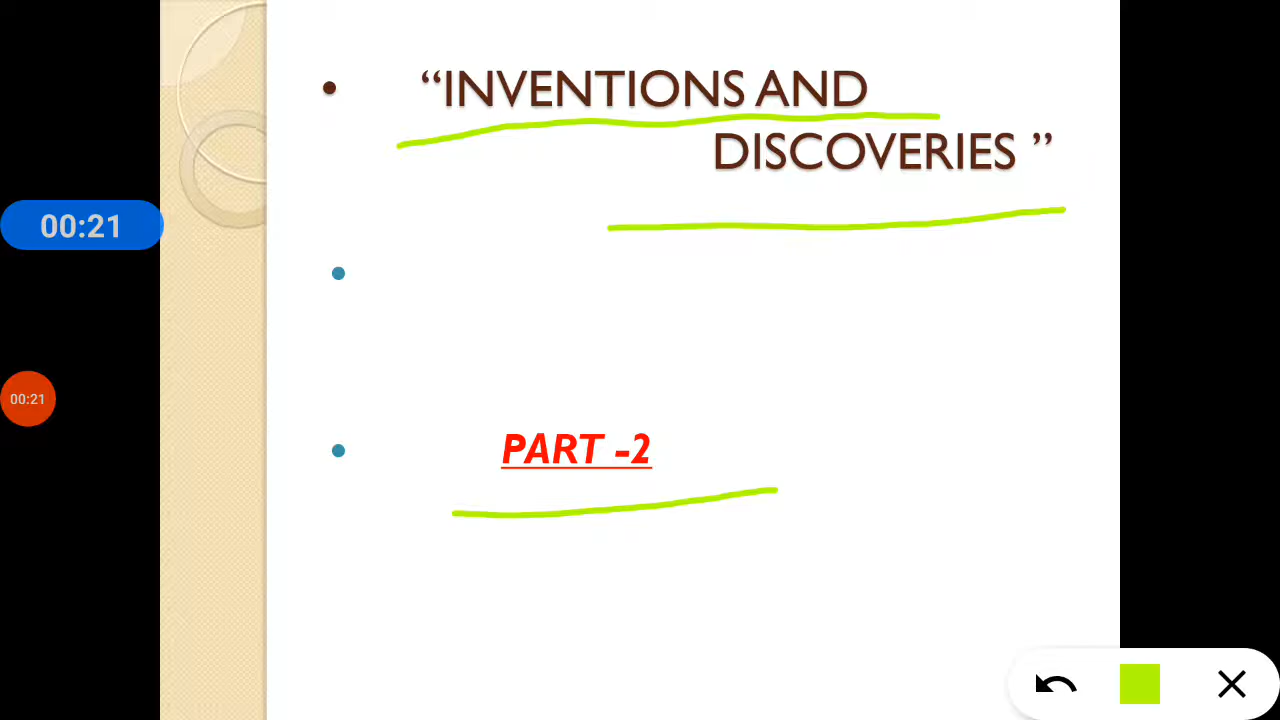 “INVENTIONS AND
DISCOVERIES ”
00:21
00:21
PART -2